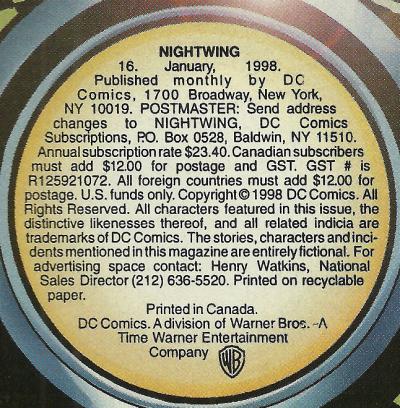 NIGHTWING
16. January, 1998.
Published monthly by DC
Comics, 1700 Broadway, New York,
NY 10019. POSTMASTER: Send address
changes to NIGHTWING, DC Comics
Subscriptions, P.O. Box 0528, Baldwin, NY 11510.
Annual subscription rate $23.40. Canadian subscribers
must add $12.00 for postage and GST. GST # is
R125921072. All foreign countries must add $12.00 for
postage. U.S. funds only. Copyright © 1998 DC Comics. All
Rights Reserved. All characters featured in this issue, the
distinctive likenesses thereof, and all related indicia are
trademarks of DC Comics. The stories, characters and inci-
dents mentioned in this magazine are entirely fictional. For
advertising space contact: Henry Watkins, National
Sales Director (212) 636-5520. Printed on recyclable
paper.
Printed in Canada.
DC Comics. A division of Warner Bros. -A
Time Warner Entertainment
Company WB